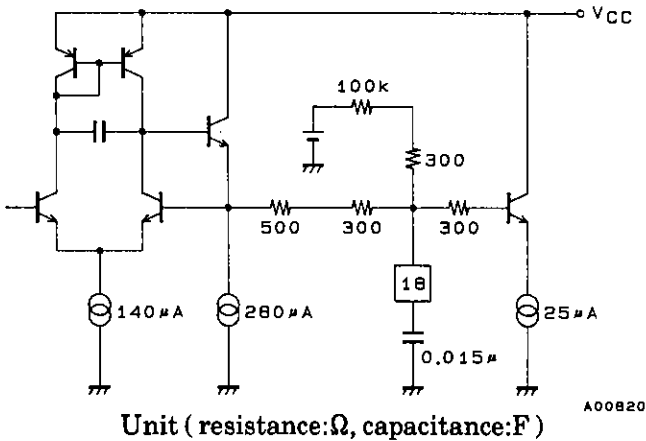 VCC
100k
300
500
300
300
18
140μA
280μA
25μA
0.015μ
A00820
Unit (resistance:Ω, capacitance:F)